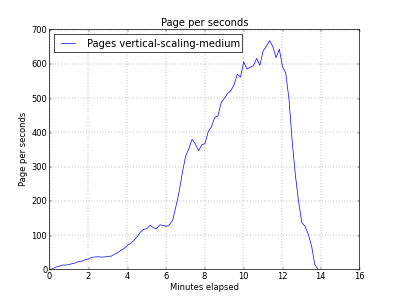 Page per seconds
Pages vertical-scaling-medium
Page per seconds
700
600
500
400
300
200
100
0
0 2 4 6 8 10 12 14 16
Minutes elapsed